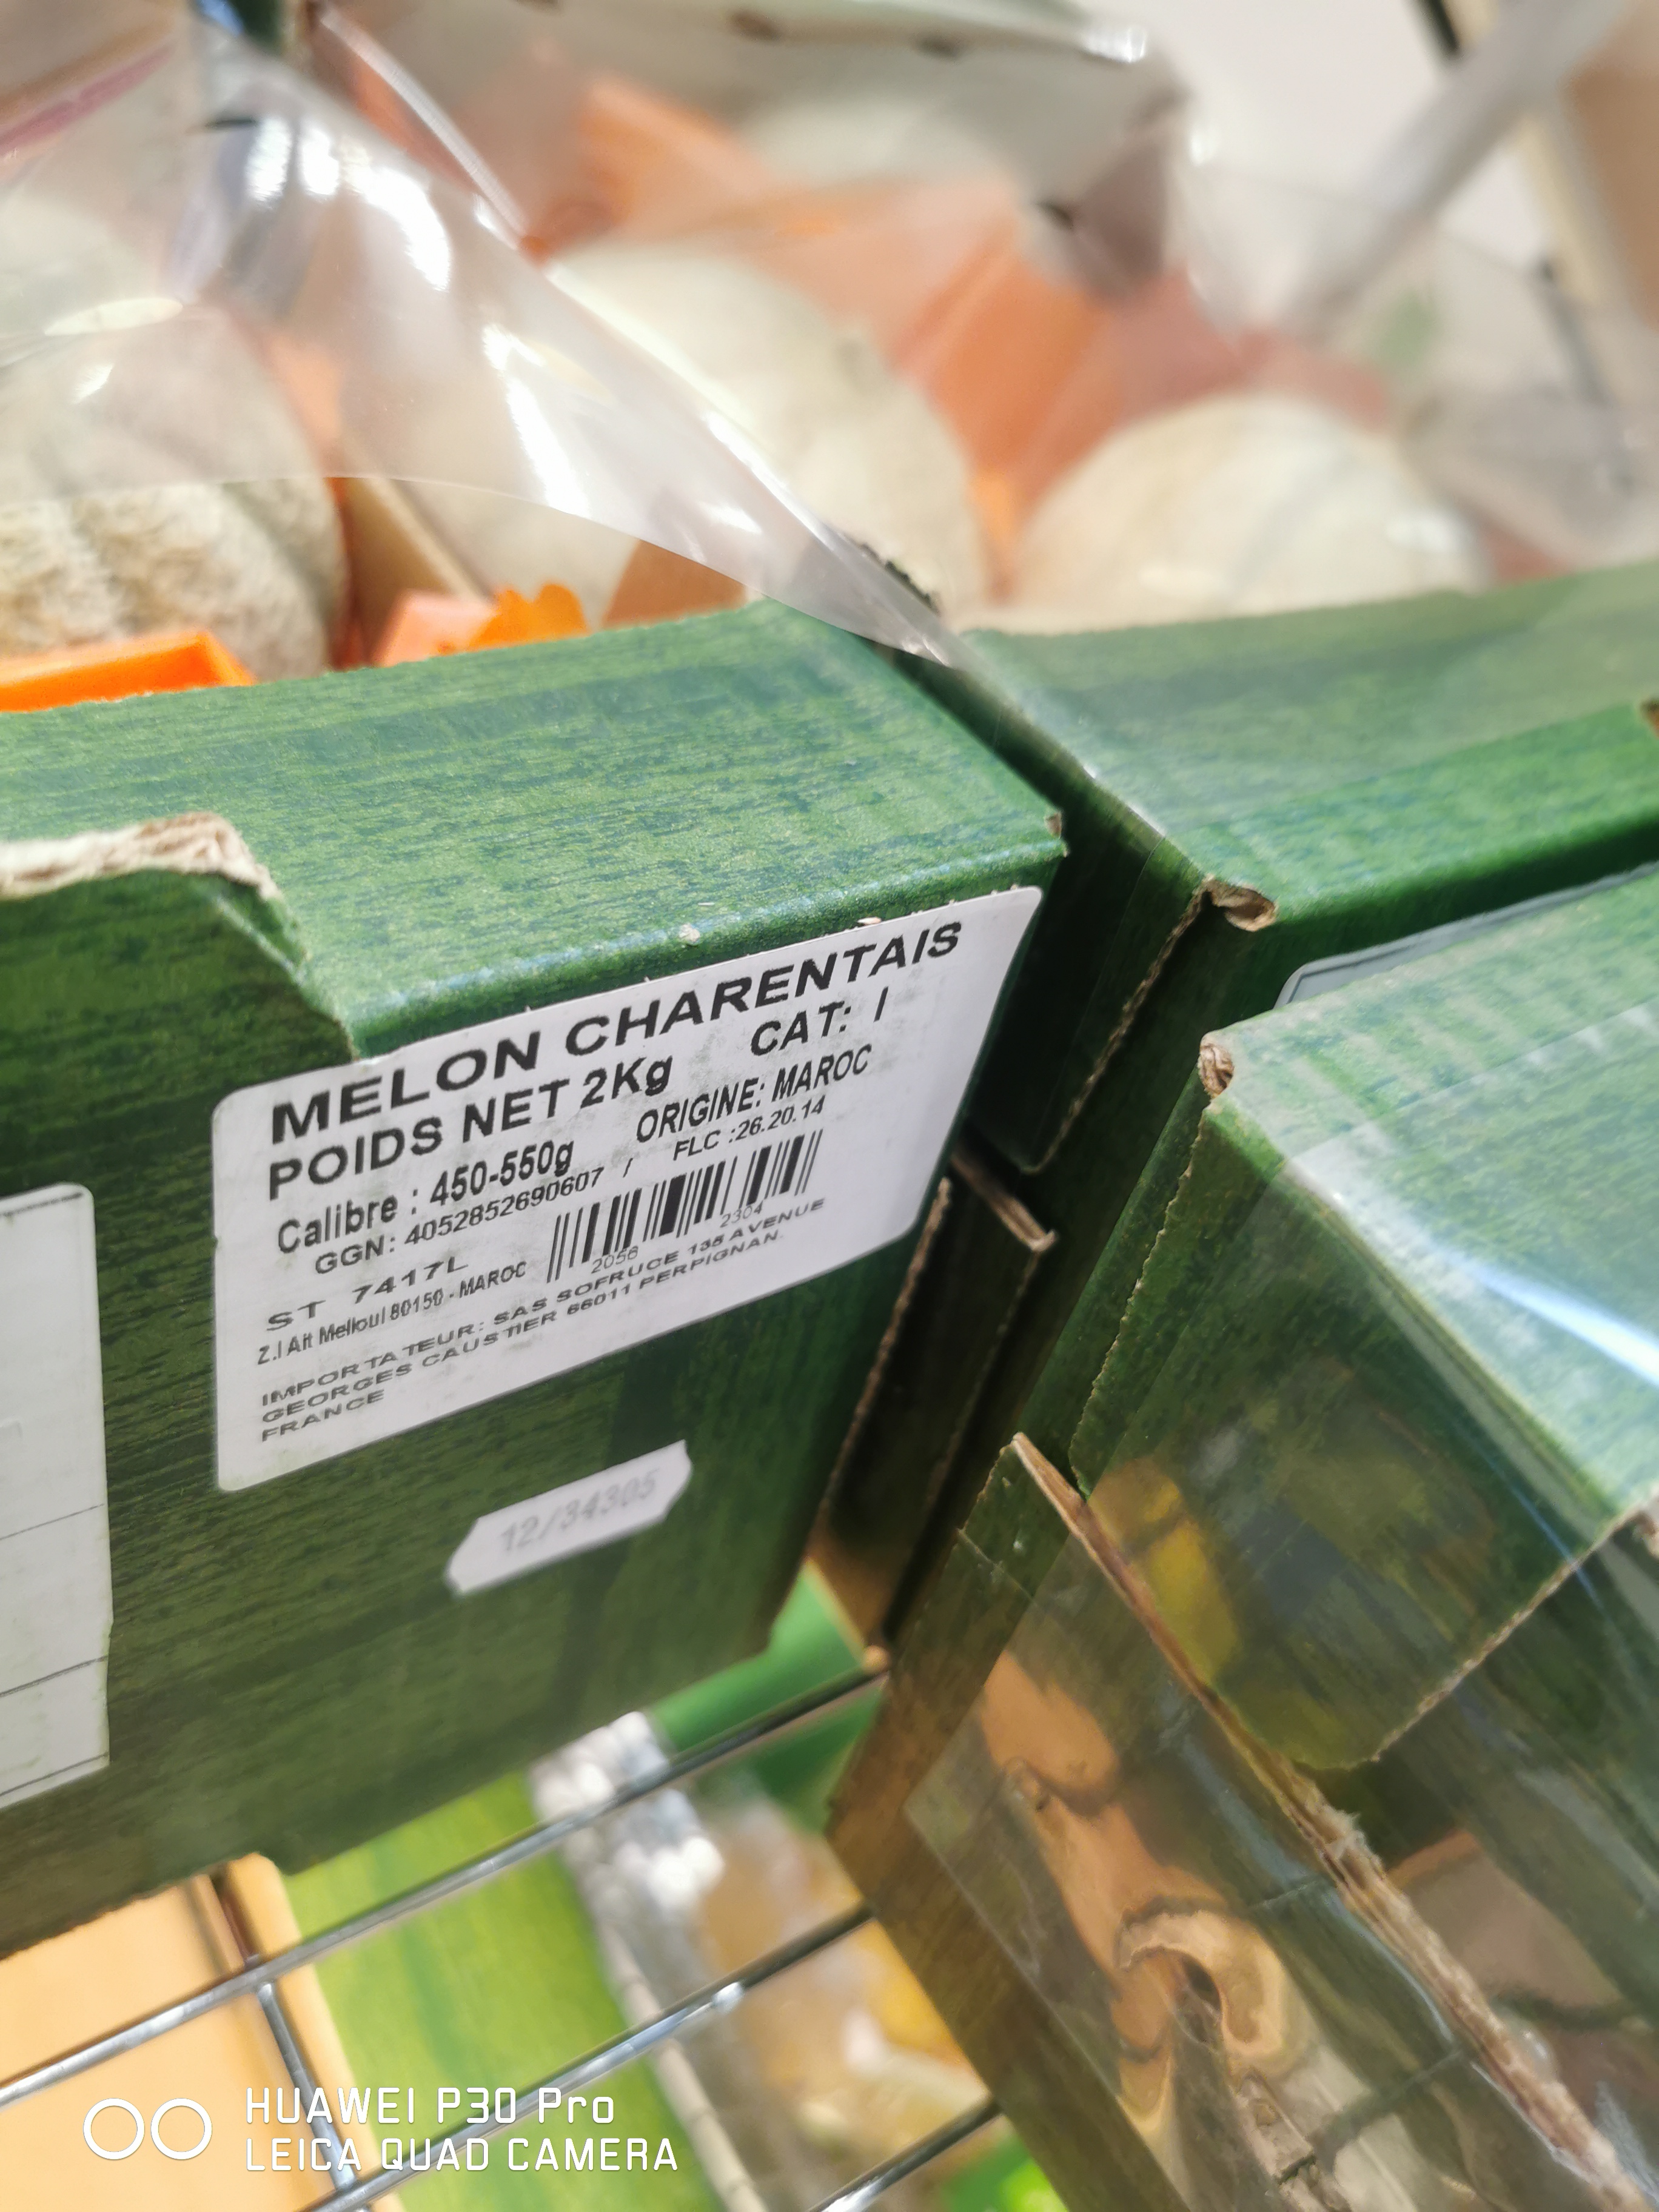 MELON CHARENTAIS
POIDS NET 2Kg CAT: I
Calibre : 450-550g ORIGINE: MAROC
GGN: 4052852690607 / FLC :26.20.14
ST 7417L
2056 2304
Z.I Ait Melloul 80150 - MAROC
IMPORTATEUR: SAS SOFRUCE 135 AVENUE
GEORGES CAUSTIER 66011 PERPIGNAN.
FRANCE
12/34305
HUAWEI P30 Pro
LEICA QUAD CAMERA